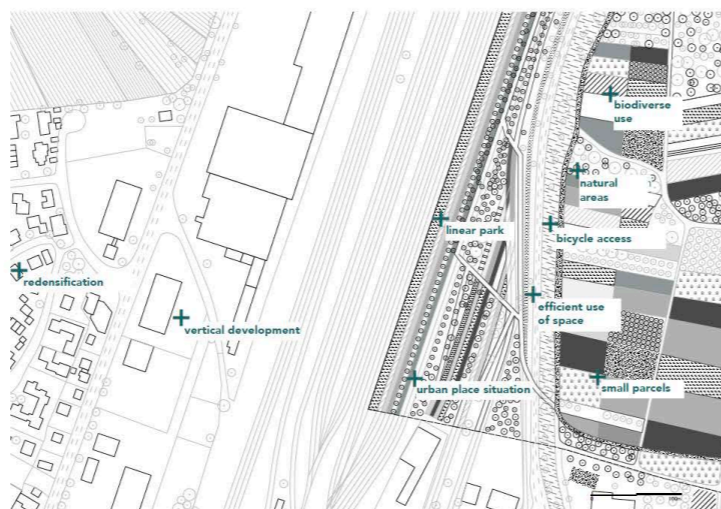 biodiverse
use
natural
areas
linear park
bicycle access
redensification
efficient use
of space
vertical development
urban place situation
small parcels